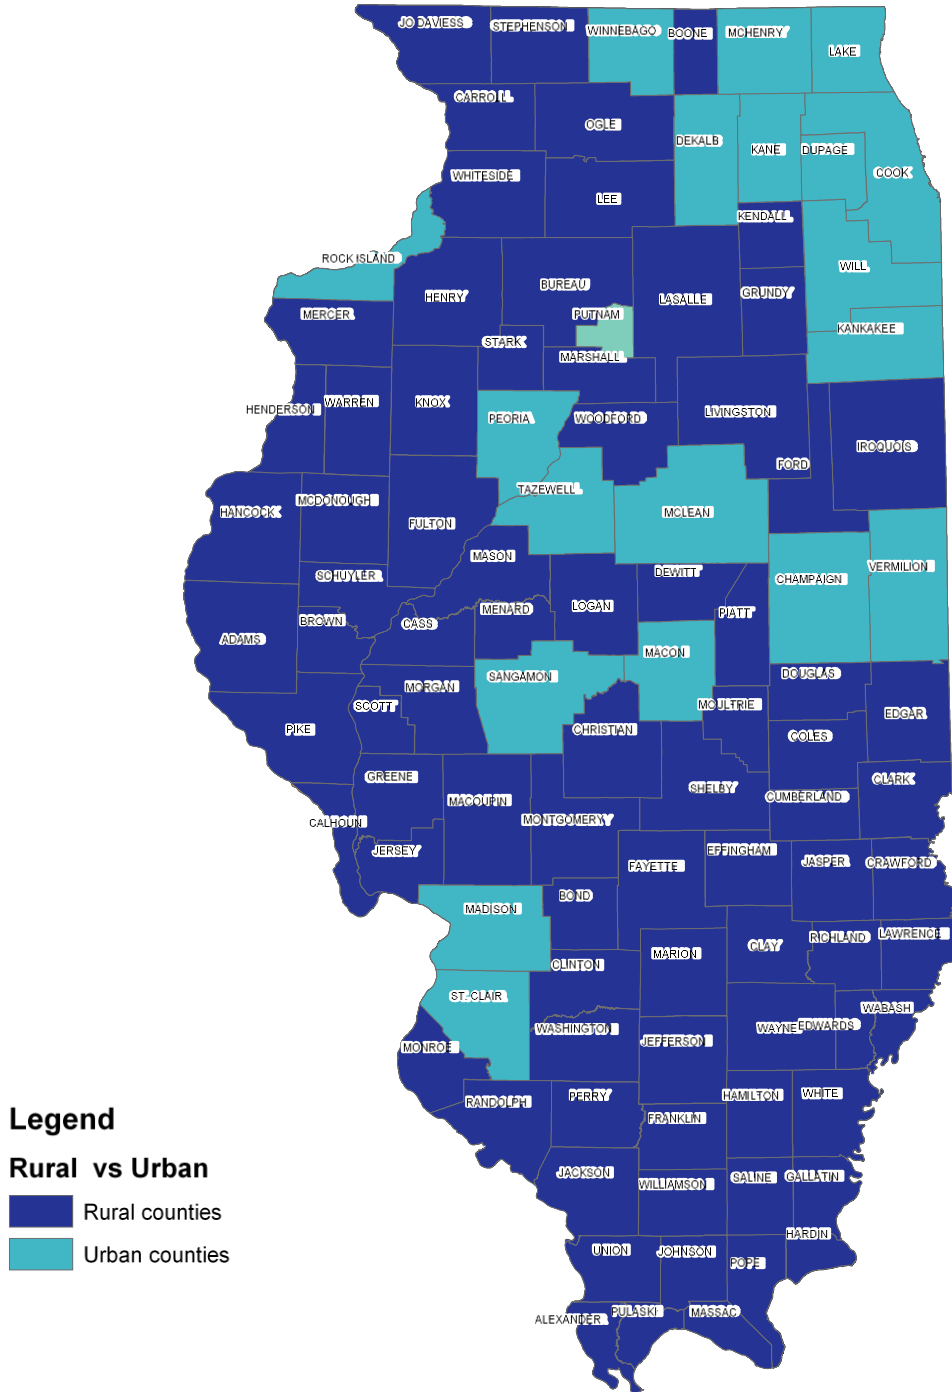 JO DAVIESS
STEPHENSON
WINNEBAGO
BOONE
MCHENRY
LAKE
CARROLL
OGLE
DEKALB
KANE
DUPAGE
COOK
WHITESIDE
LEE
KENDALL
ROCK ISLAND
WILL
HENRY
BUREAU
LASALLE
GRUNDY
MERCER
PUTNAM
KANKAKEE
STARK
MARSHALL
HENDERSON
WARREN
KNOX
PEORIA
WOODFORD
LIVINGSTON
IROQUOIS
FORD
TAZEWELL
HANCOCK
MCDONOUGH
FULTON
MCLEAN
MASON
VERMILION
SCHUYLER
DEWITT
CHAMPAIGN
BROWN
CASS
MENARD
LOGAN
PIATT
ADAMS
MACON
SANGAMON
DOUGLAS
MORGAN
SCOTT
MOULTRIE
EDGAR
PIKE
CHRISTIAN
COLES
GREENE
CLARK
SHELBY
CUMBERLAND
MACOUPIN
CALHOUN
MONTGOMERY
JERSEY
FAYETTE
EFFINGHAM
JASPER
CRAWFORD
BOND
MADISON
RICHLAND
LAWRENCE
CLAY
MARION
CLINTON
ST. CLAIR
WABASH
WASHINGTON
WAYNE
EDWARDS
MONROE
JEFFERSON
RANDOLPH
PERRY
HAMILTON
WHITE
FRANKLIN
JACKSON
WILLIAMSON
SALINE
GALLATIN
HARDIN
UNION
JOHNSON
POPE
ALEXANDER
PULASKI
MASSAC
Legend
Rural vs Urban
Rural counties
Urban counties